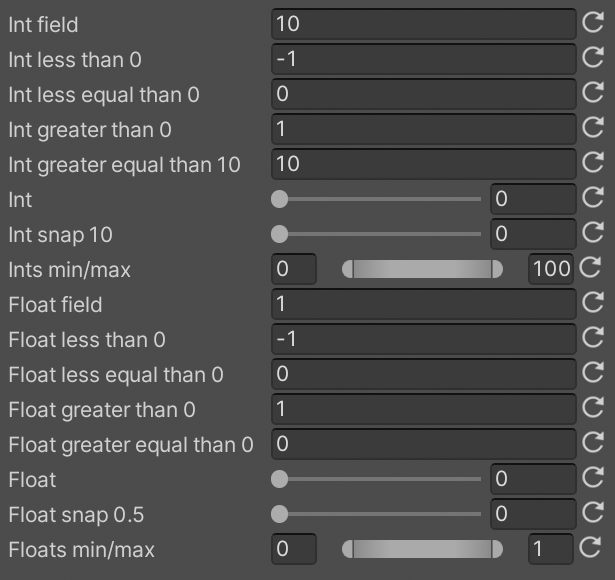 Int field 10
Int less than 0 -1
Int less equal than 0 0
Int greater than 0 1
Int greater equal than 10 10
Int 0
Int snap 10 0
Ints min/max 0 100
Float field 1
Float less than 0 -1
Float less equal than 0 0
Float greater than 0 1
Float greater equal than 0 0
Float 0
Float snap 0.5 0
Floats min/max 0 1